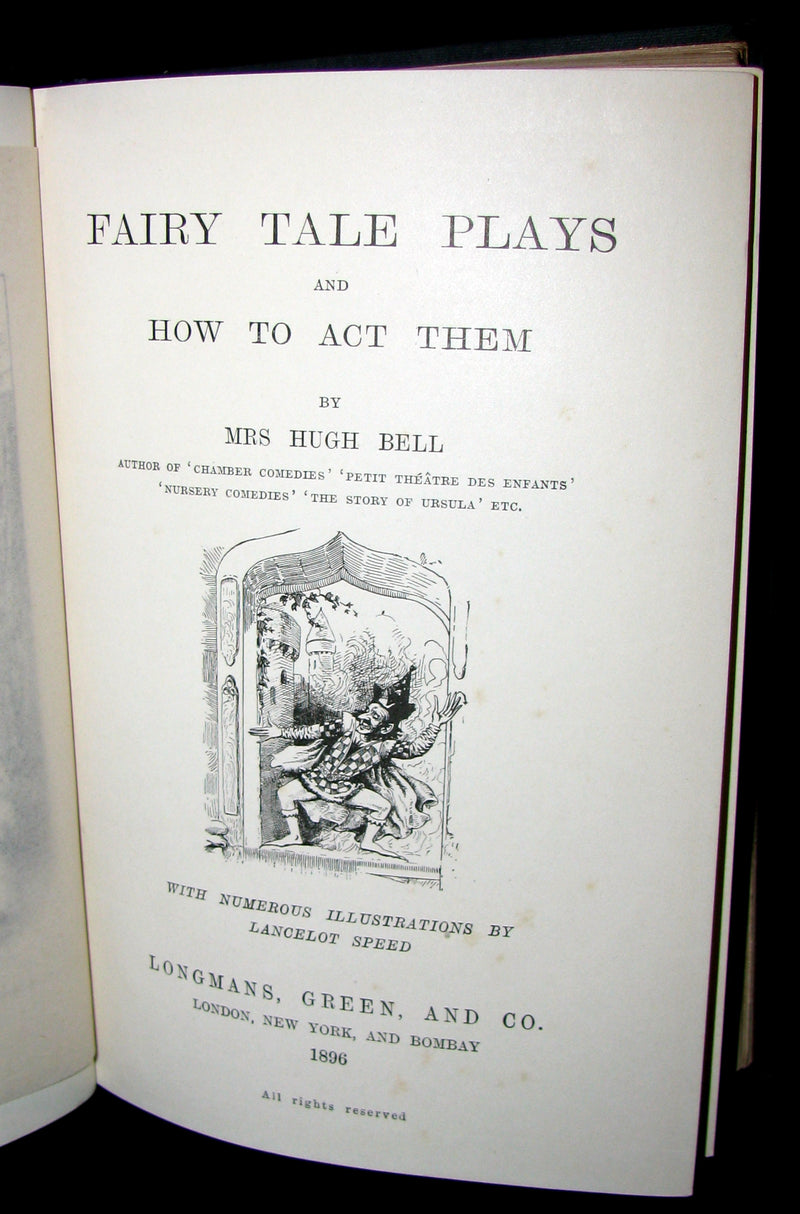 FAIRY TALE PLAYS
AND
HOW TO ACT THEM
BY
MRS HUGH BELL
AUTHOR OF ‘CHAMBER COMEDIES’ ‘PETIT THÉÂTRE DES ENFANTS’
‘NURSERY COMEDIES’ ‘THE STORY OF URSULA’ ETC.
WITH NUMEROUS ILLUSTRATIONS BY
LANCELOT SPEED
LONGMANS, GREEN, AND CO.
LONDON, NEW YORK, AND BOMBAY
1896
All rights reserved